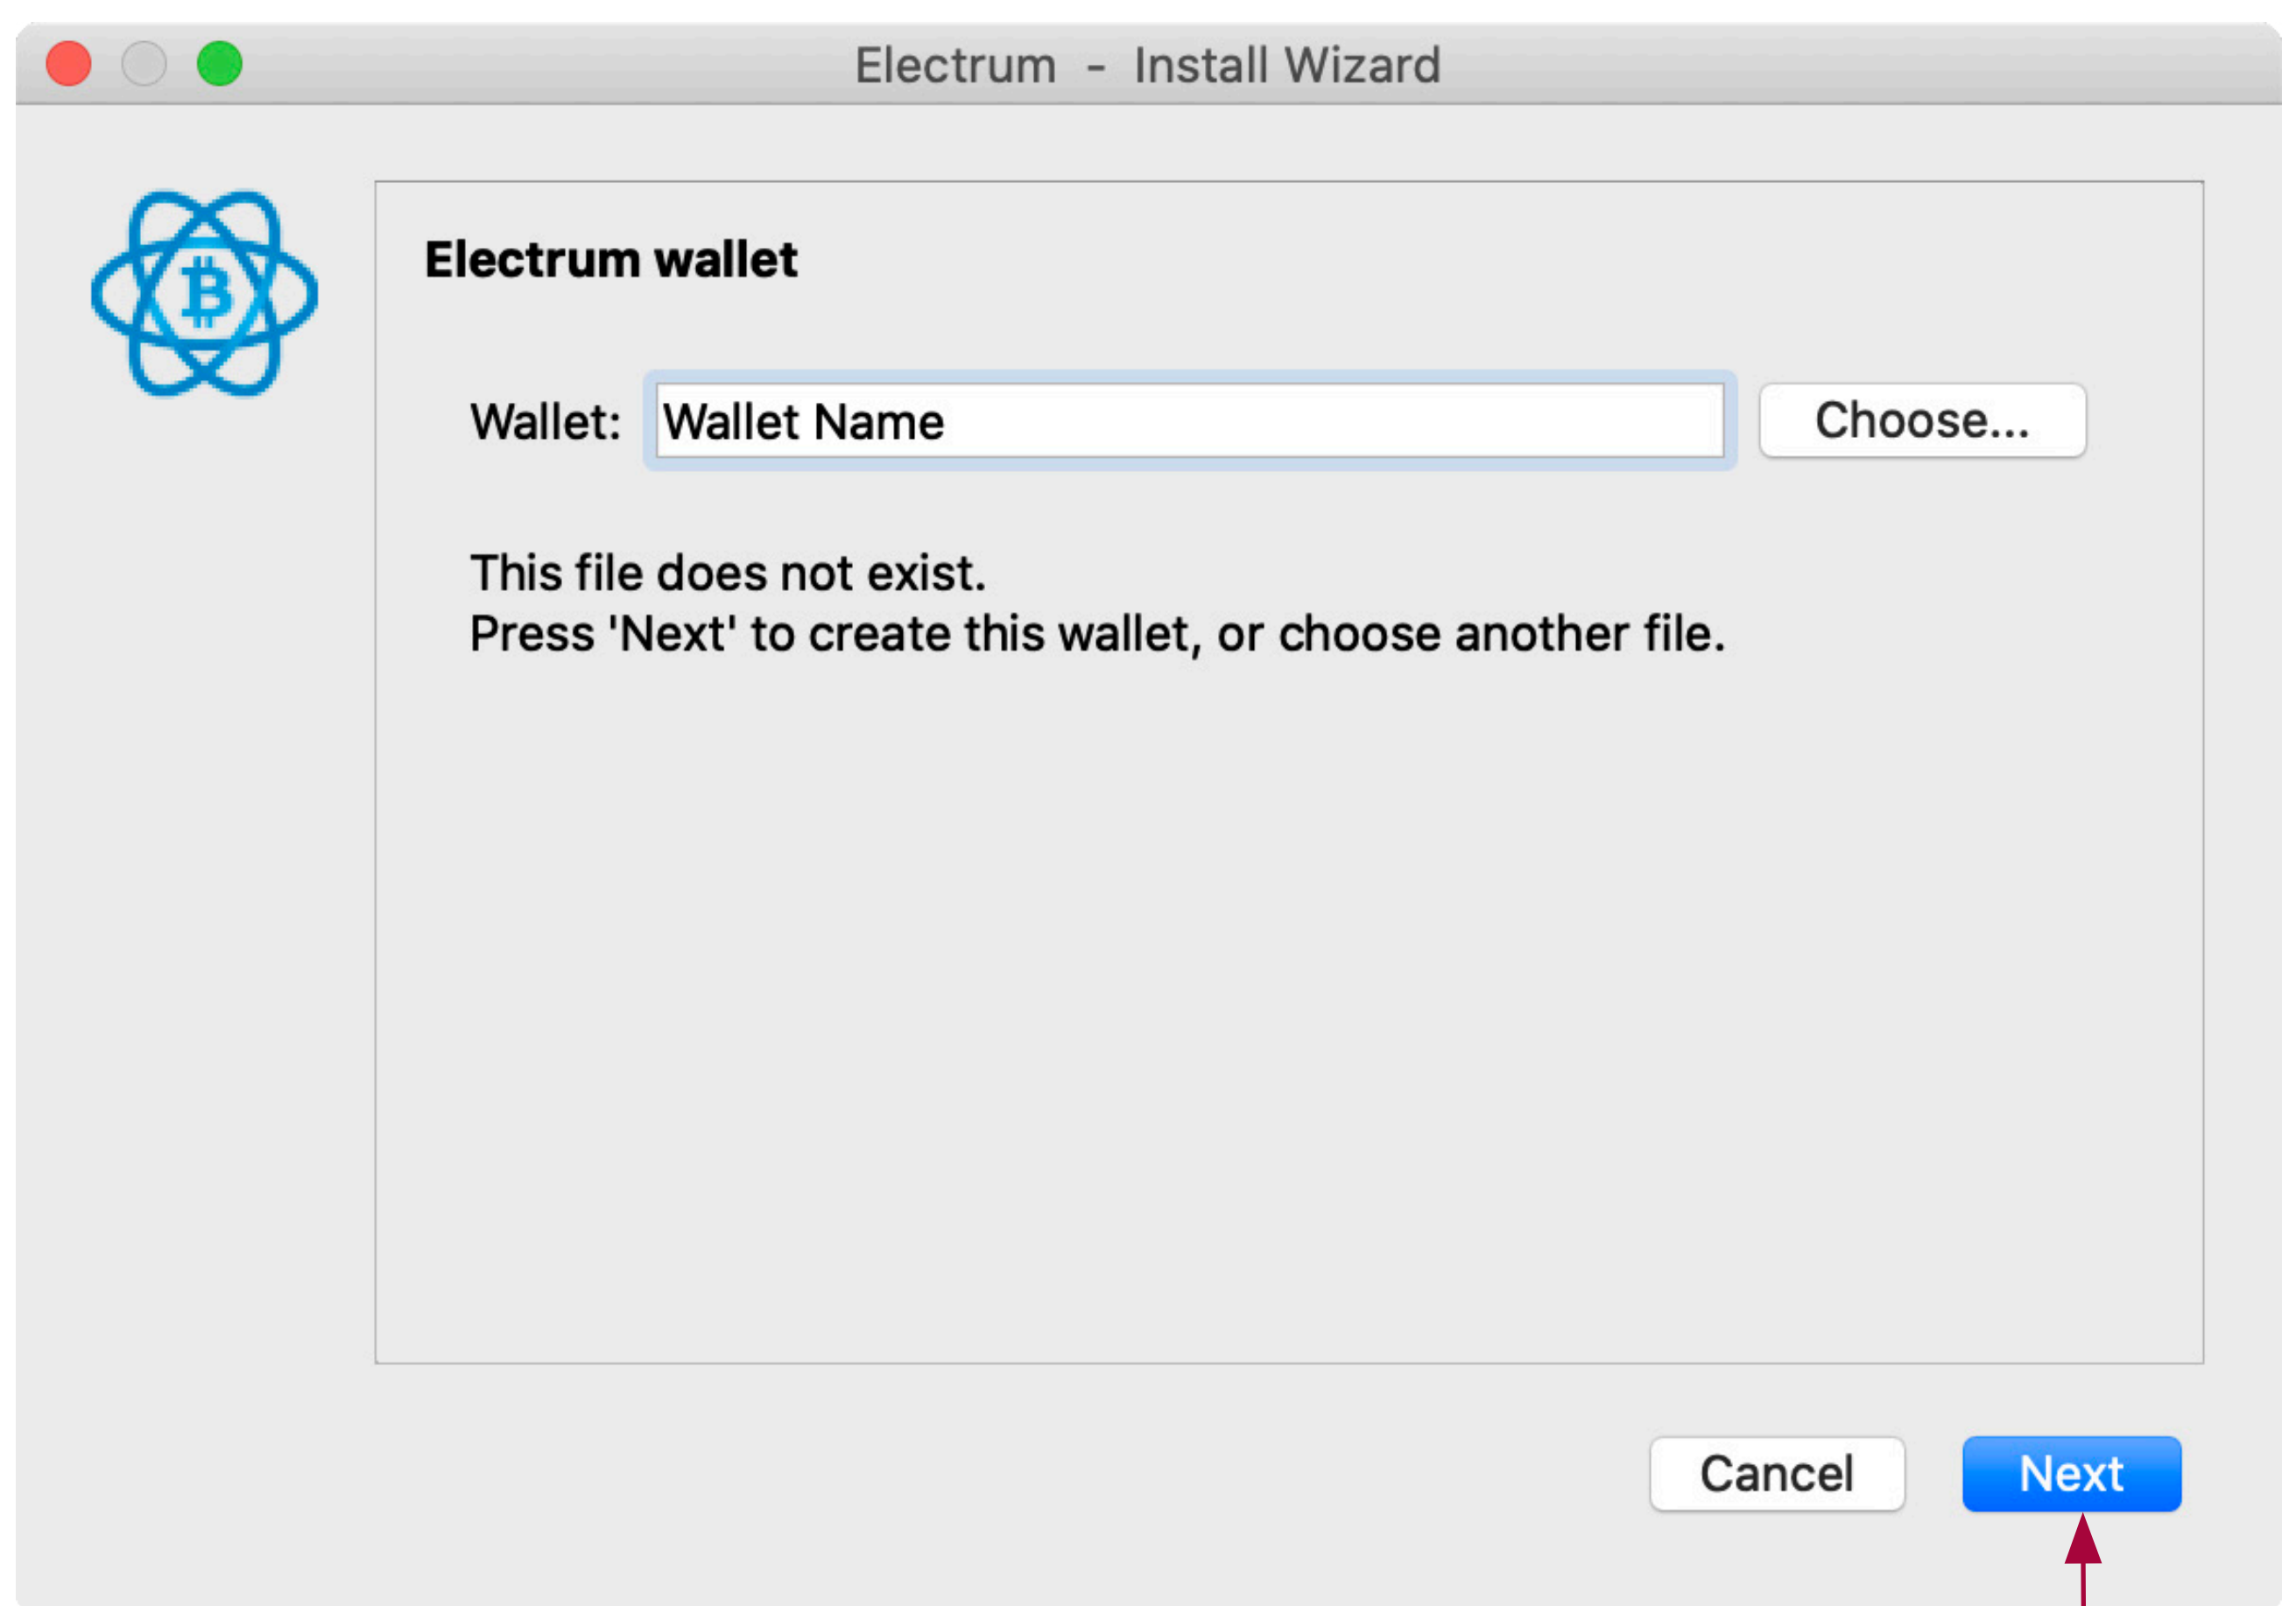 Electrum - Install Wizard
Electrum wallet
Wallet: Wallet Name Choose...
This file does not exist.
Press 'Next' to create this wallet, or choose another file.
Cancel Next